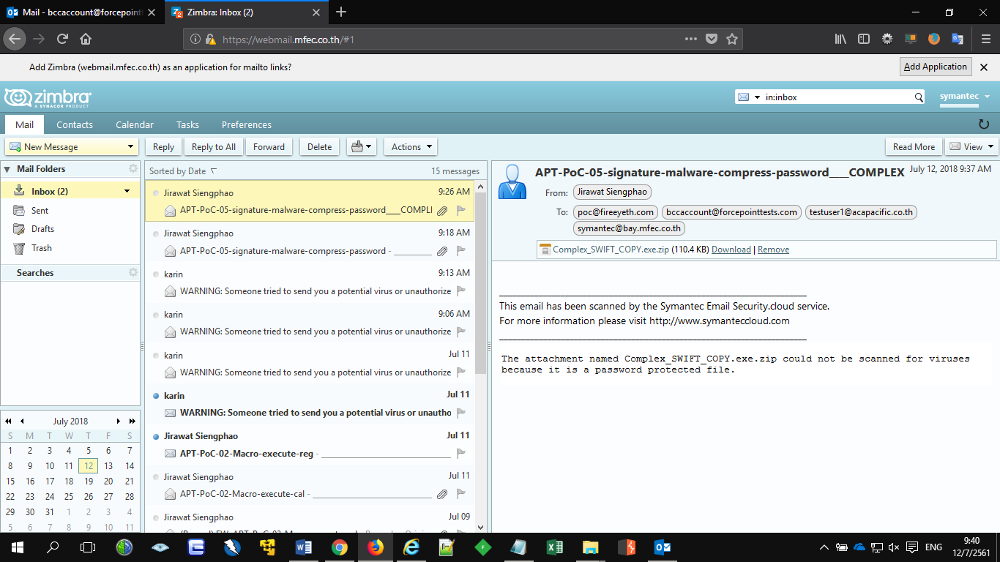 Mail - bccaccount@forcepoint
Zimbra: Inbox (2)
https://webmail.mfec.co.th/#1
Add Zimbra (webmail.mfec.co.th) as an application for mailto links?
Add Application
zimbra
A SYNACOR PRODUCT
in:inbox
symantec
Mail
Contacts
Calendar
Tasks
Preferences
New Message
Reply
Reply to All
Forward
Delete
Actions
Read More
View
Mail Folders
Inbox (2)
Sent
Drafts
Trash
Searches
July 2018
S M T W T F S
1 2 3 4 5 6 7
8 9 10 11 12 13 14
15 16 17 18 19 20 21
22 23 24 25 26 27 28
29 30 31 1 2 3 4
5 6 7 8 9 10 11
Sorted by Date
15 messages
Jirawat Siengphao 9:26 AM
APT-PoC-05-signature-malware-compress-password____COMPL
Jirawat Siengphao 9:18 AM
APT-PoC-05-signature-malware-compress-password - ________
karin 9:13 AM
WARNING: Someone tried to send you a potential virus or unauthorize
karin 9:06 AM
WARNING: Someone tried to send you a potential virus or unauthorize
karin Jul 11
WARNING: Someone tried to send you a potential virus or unauthorize
karin Jul 11
WARNING: Someone tried to send you a potential virus or unautho
Jirawat Siengphao Jul 11
APT-PoC-02-Macro-execute-reg - __________________________
Jirawat Siengphao Jul 11
APT-PoC-02-Macro-execute-cal - ________________________
Jirawat Siengphao Jul 09
APT-PoC-05-signature-malware-compress-password____COMPLEX
July 12, 2018 9:37 AM
From: Jirawat Siengphao
To: poc@fireeyeth.com bccaccount@forcepointtests.com testuser1@acapacific.co.th
symantec@bay.mfec.co.th
Complex_SWIFT_COPY.exe.zip (110.4 KB) Download | Remove
______________________________________________________________________
This email has been scanned by the Symantec Email Security.cloud service.
For more information please visit http://www.symanteccloud.com
______________________________________________________________________
The attachment named Complex_SWIFT_COPY.exe.zip could not be scanned for viruses
because it is a password protected file.
ENG
9:40
12/7/2561